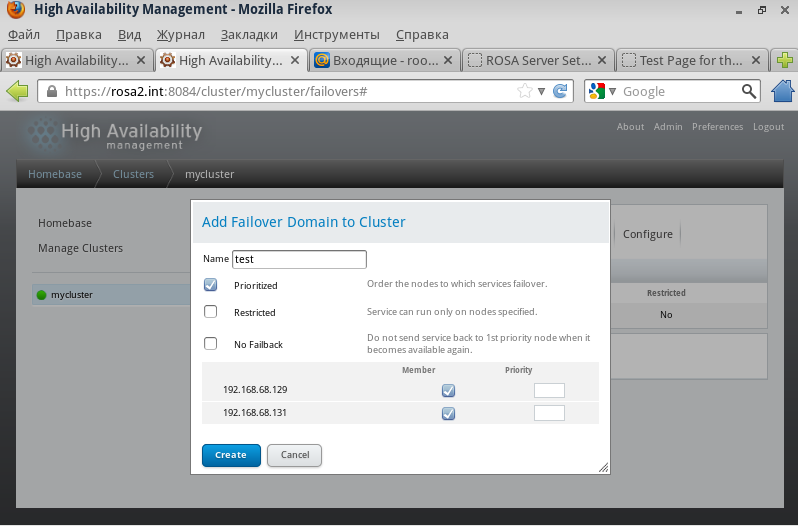 High Availability Management - Mozilla Firefox
Файл Правка Вид Журнал Закладки Инструменты Справка
High Availability... High Availability... Входящие - roo... ROSA Server Set... Test Page for th...
https://rosa2.int:8084/cluster/mycluster/failovers# Google
High Availability
management
About Admin Preferences Logout
Homebase Clusters mycluster
Homebase
Manage Clusters
mycluster
Configure
Restricted
No
Add Failover Domain to Cluster
Name test
Prioritized Order the nodes to which services failover.
Restricted Service can run only on nodes specified.
No Failback Do not send service back to 1st priority node when it
becomes available again.
Member Priority
192.168.68.129
192.168.68.131
Create Cancel